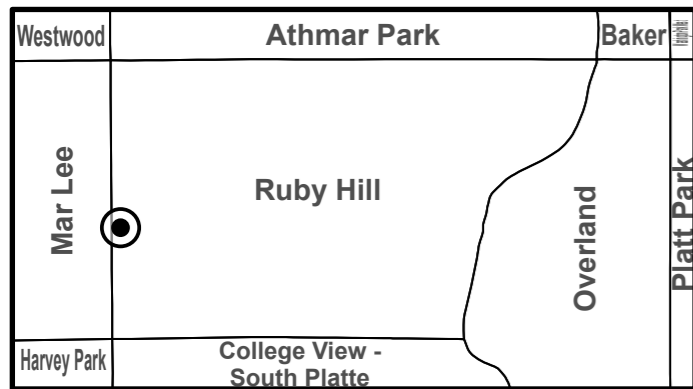 Westwood
Athmar Park
Baker
Mar Lee
Ruby Hill
Overland
Platt Park
Harvey Park
College View -
South Platte